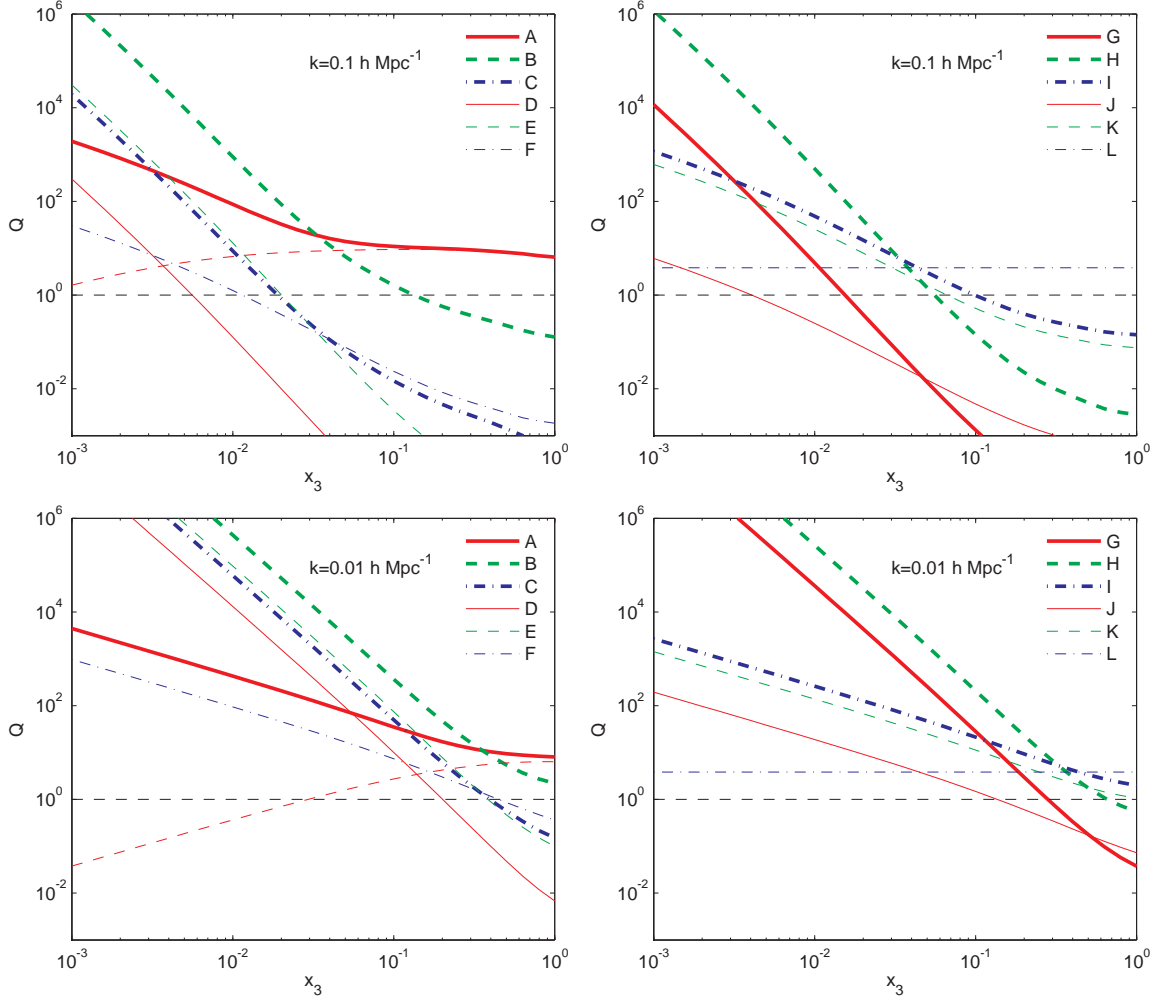 10^6
10^4
10^2
10^0
10^-2
Q
k=0.1 h Mpc^-1
A
B
C
D
E
F
10^-3
10^-2
10^-1
10^0
x_3
10^6
10^4
10^2
10^0
10^-2
Q
k=0.1 h Mpc^-1
G
H
I
J
K
L
10^-3
10^-2
10^-1
10^0
x_3
10^6
10^4
10^2
10^0
10^-2
Q
k=0.01 h Mpc^-1
A
B
C
D
E
F
10^-3
10^-2
10^-1
10^0
x_3
10^6
10^4
10^2
10^0
10^-2
Q
k=0.01 h Mpc^-1
G
H
I
J
K
L
10^-3
10^-2
10^-1
10^0
x_3